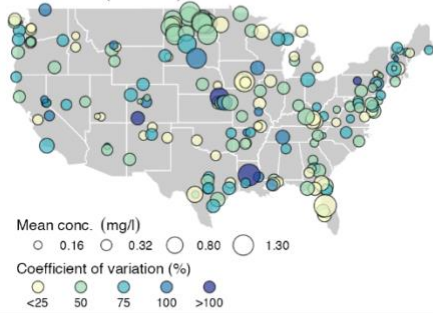 Mean conc. (mg/l)
0.16 0.32 0.80 1.30
Coefficient of variation (%)
<25 50 75 100 >100